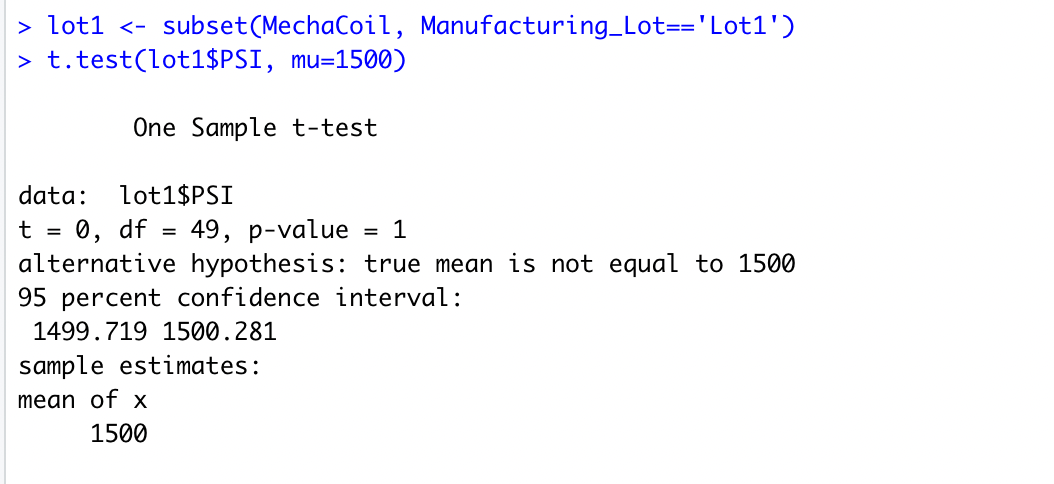 > lot1 <- subset(MechaCoil, Manufacturing_Lot=='Lot1')
> t.test(lot1$PSI, mu=1500)
One Sample t-test
data:  lot1$PSI
t = 0, df = 49, p-value = 1
alternative hypothesis: true mean is not equal to 1500
95 percent confidence interval:
1499.719 1500.281
sample estimates:
mean of x
1500